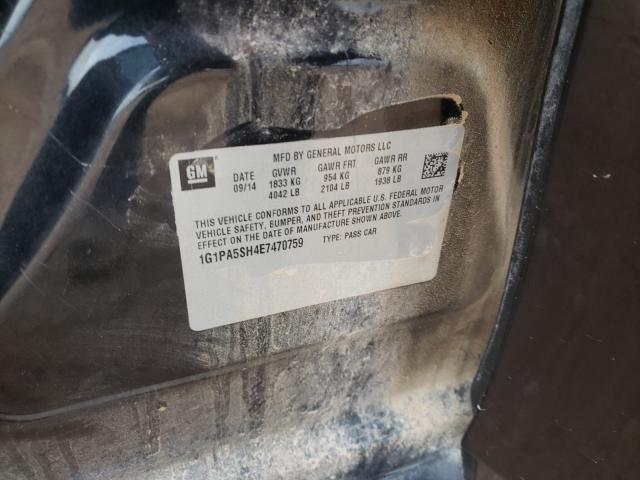 MFD BY GENERAL MOTORS LLC
GM DATE GVWR GAWR FRT GAWR RR
09/14 1833 KG 954 KG 879 KG
4042 LB 2104 LB 1938 LB
THIS VEHICLE CONFORMS TO ALL APPLICABLE U.S. FEDERAL MOTOR
VEHICLE SAFETY, BUMPER, AND THEFT PREVENTION STANDARDS IN
EFFECT ON THE DATE OF MANUFACTURE SHOWN ABOVE.
1G1PA5SH4E7470759 TYPE: PASS CAR